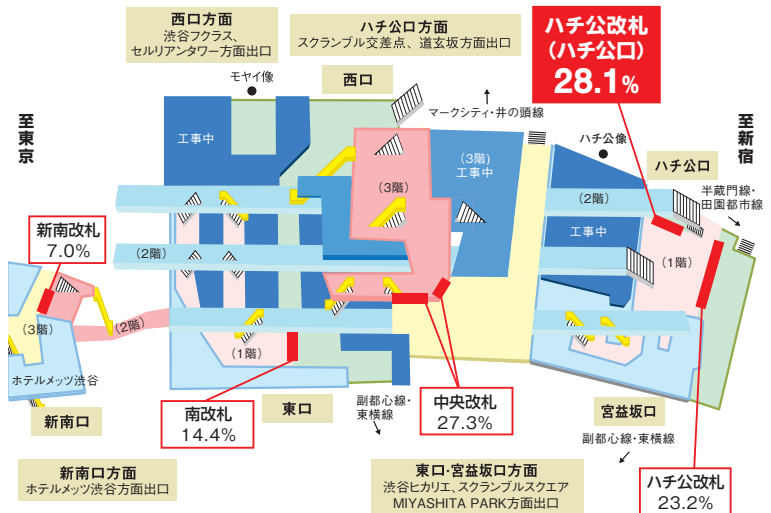 西口方面
渋谷フクラス、
セルリアンタワー方面出口
ハチ公口方面
スクランブル交差点、道玄坂方面出口
ハチ公改札
(ハチ公口)
28.1%
モヤイ像
西口
マークシティ・井の頭線
至東京
至新宿
工事中
(3階)
(3階)
工事中
ハチ公像
ハチ公口
半蔵門線・
田園都市線
(2階)
工事中
(1階)
新南改札
7.0%
(2階)
(3階)
(2階)
(1階)
ホテルメッツ渋谷
新南口
南改札
14.4%
東口
副都心線・
東横線
中央改札
27.3%
宮益坂口
副都心線・東横線
新南口方面
ホテルメッツ渋谷方面出口
東口・宮益坂口方面
渋谷ヒカリエ、スクランブルスクエア
MIYASHITA PARK方面出口
ハチ公改札
23.2%